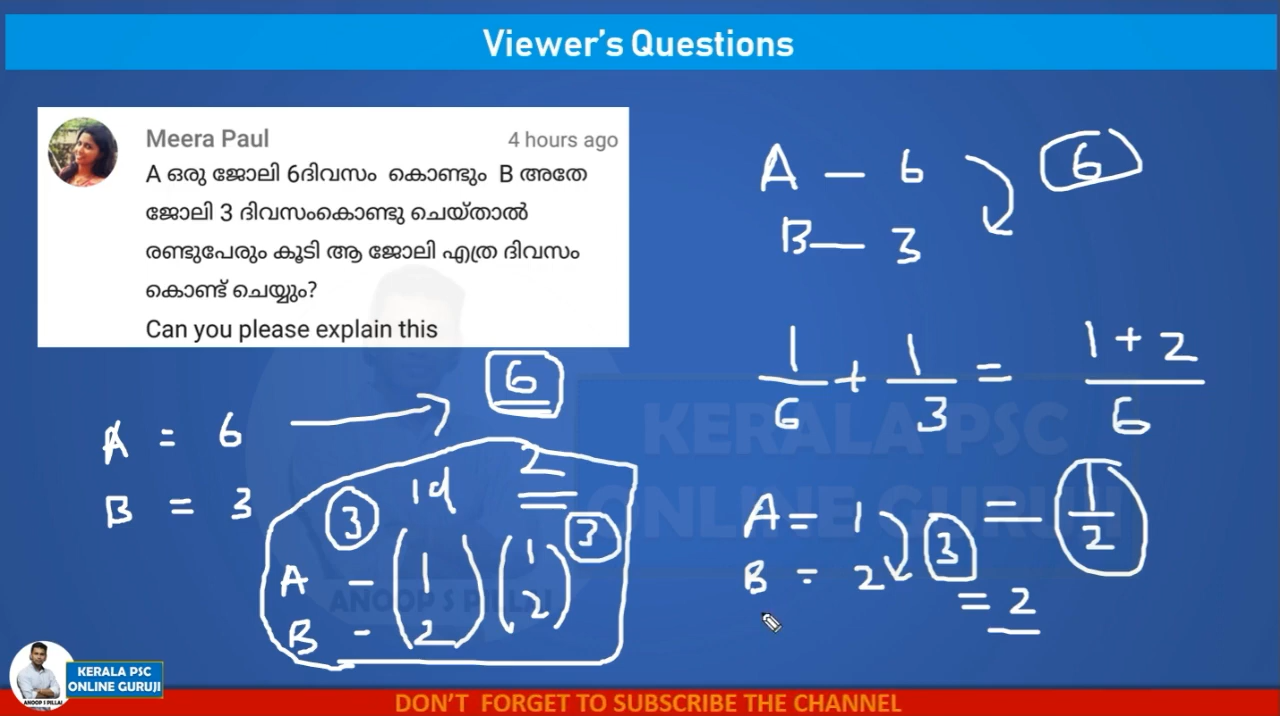 Viewer's Questions
Meera Paul 4 hours ago
A ഒരു ജോലി 6ദിവസം കൊണ്ടും B അതേ
ജോലി 3 ദിവസംകൊണ്ടു ചെയ്താൽ
രണ്ടുപേരും കൂടി ആ ജോലി എത്ര ദിവസം
കൊണ്ട് ചെയ്യും?
Can you please explain this
A = 6 → 6
B = 3
3 1d 2 3
A - (1 (1
B - 2) 2)
A — 6 6
B — 3
1/6 + 1/3 = 1+2/6
A = 1 3 = 1/2
B = 2 = 2
KERALA PSC
ONLINE GURUJI
ANOOP S PILLAI
KERALA PSC
ONLINE GURUJI
ANOOP S PILLAI
DON'T FORGET TO SUBSCRIBE THE CHANNEL